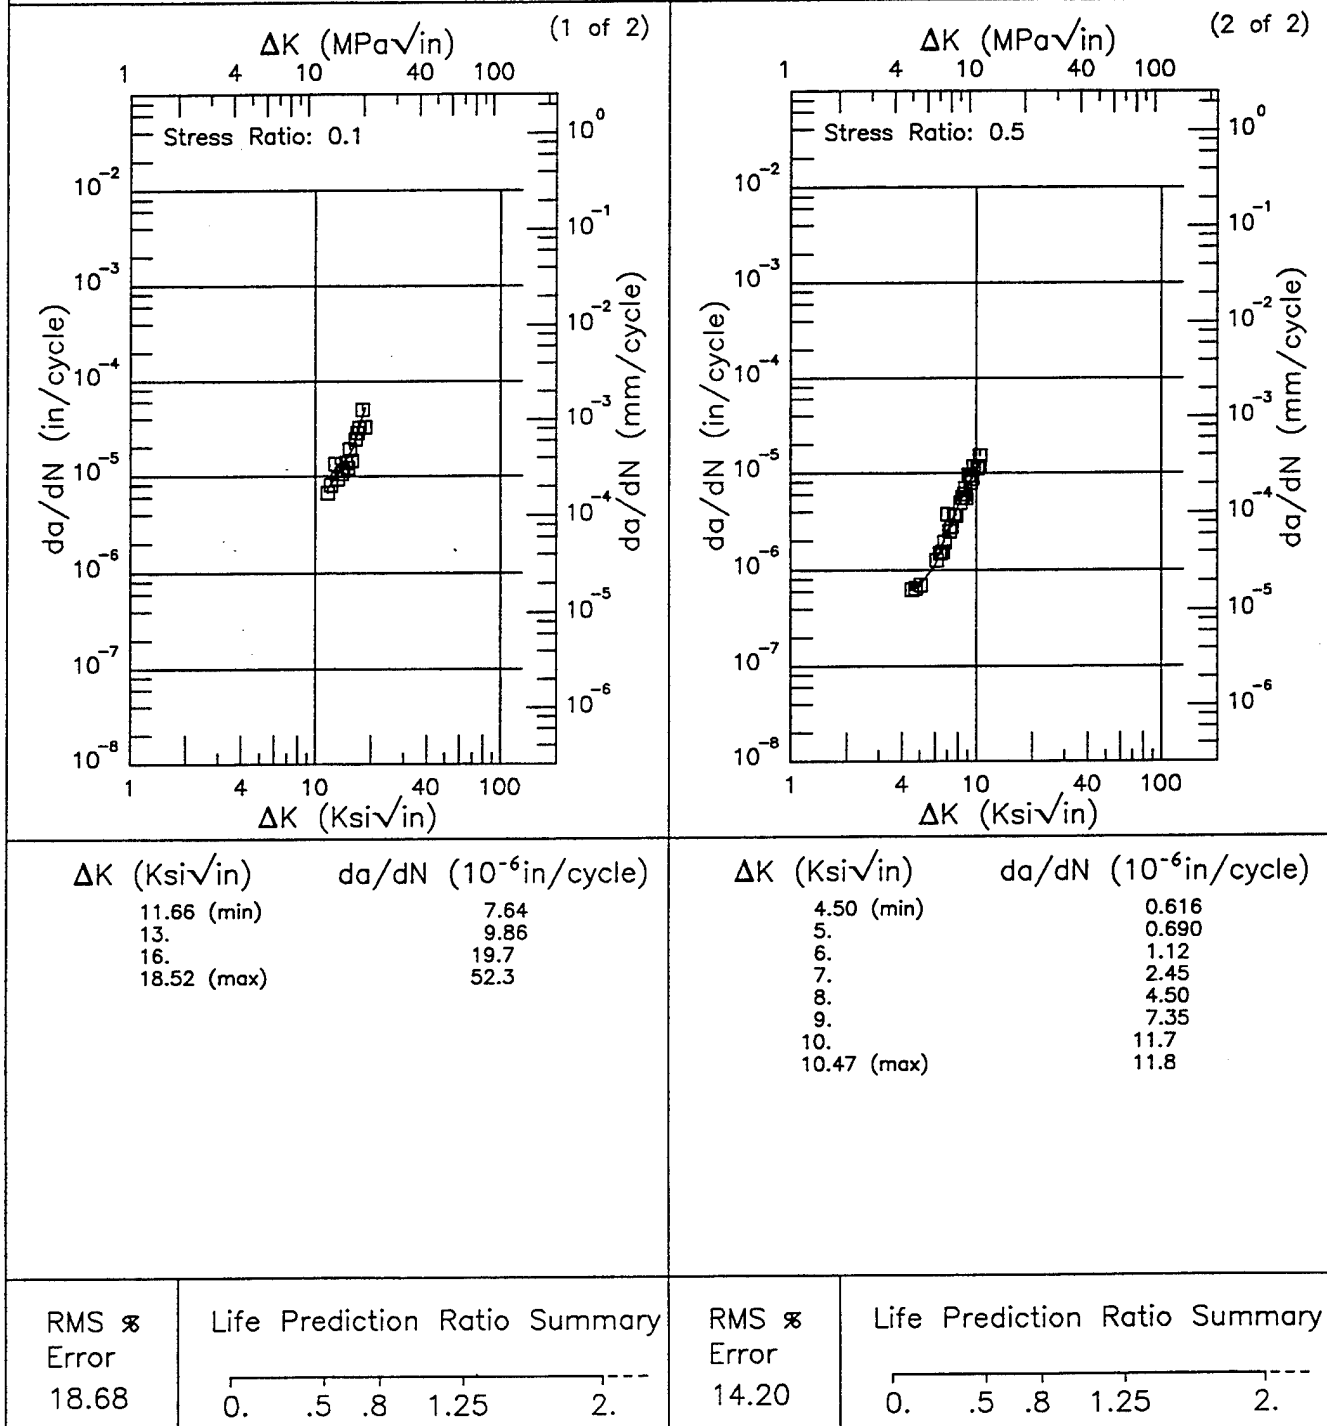 (1 of 2)
ΔK (MPa√in)
1 4 10 40 100
Stress Ratio: 0.1
10⁰
10⁻²
10⁻¹
10⁻³
10⁻²
10⁻⁴
10⁻³
10⁻⁵
10⁻⁴
10⁻⁶
10⁻⁵
10⁻⁷
10⁻⁶
10⁻⁸
da/dN (in/cycle)
da/dN (mm/cycle)
1 4 10 40 100
ΔK (Ksi√in)
ΔK (Ksi√in) da/dN (10⁻⁶in/cycle)
11.66 (min) 7.64
13. 9.86
16. 19.7
18.52 (max) 52.3
RMS %
Error
18.68
Life Prediction Ratio Summary
0. .5 .8 1.25 2.
(2 of 2)
ΔK (MPa√in)
1 4 10 40 100
Stress Ratio: 0.5
10⁰
10⁻²
10⁻¹
10⁻³
10⁻²
10⁻⁴
10⁻³
10⁻⁵
10⁻⁴
10⁻⁶
10⁻⁵
10⁻⁷
10⁻⁶
10⁻⁸
da/dN (in/cycle)
da/dN (mm/cycle)
1 4 10 40 100
ΔK (Ksi√in)
ΔK (Ksi√in) da/dN (10⁻⁶in/cycle)
4.50 (min) 0.616
5. 0.690
6. 1.12
7. 2.45
8. 4.50
9. 7.35
10. 11.7
10.47 (max) 11.8
RMS %
Error
14.20
Life Prediction Ratio Summary
0. .5 .8 1.25 2.